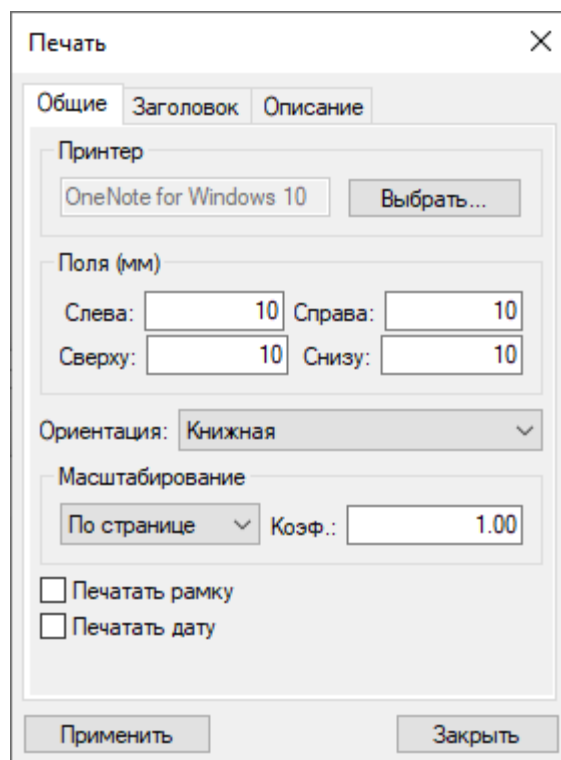 Печать
Общие Заголовок Описание
Принтер
OneNote for Windows 10 Выбрать...
Поля (мм)
Слева: 10 Справа: 10
Сверху: 10 Снизу: 10
Ориентация: Книжная
Масштабирование
По странице Коэф.: 1.00
Печатать рамку
Печатать дату
Применить Закрыть